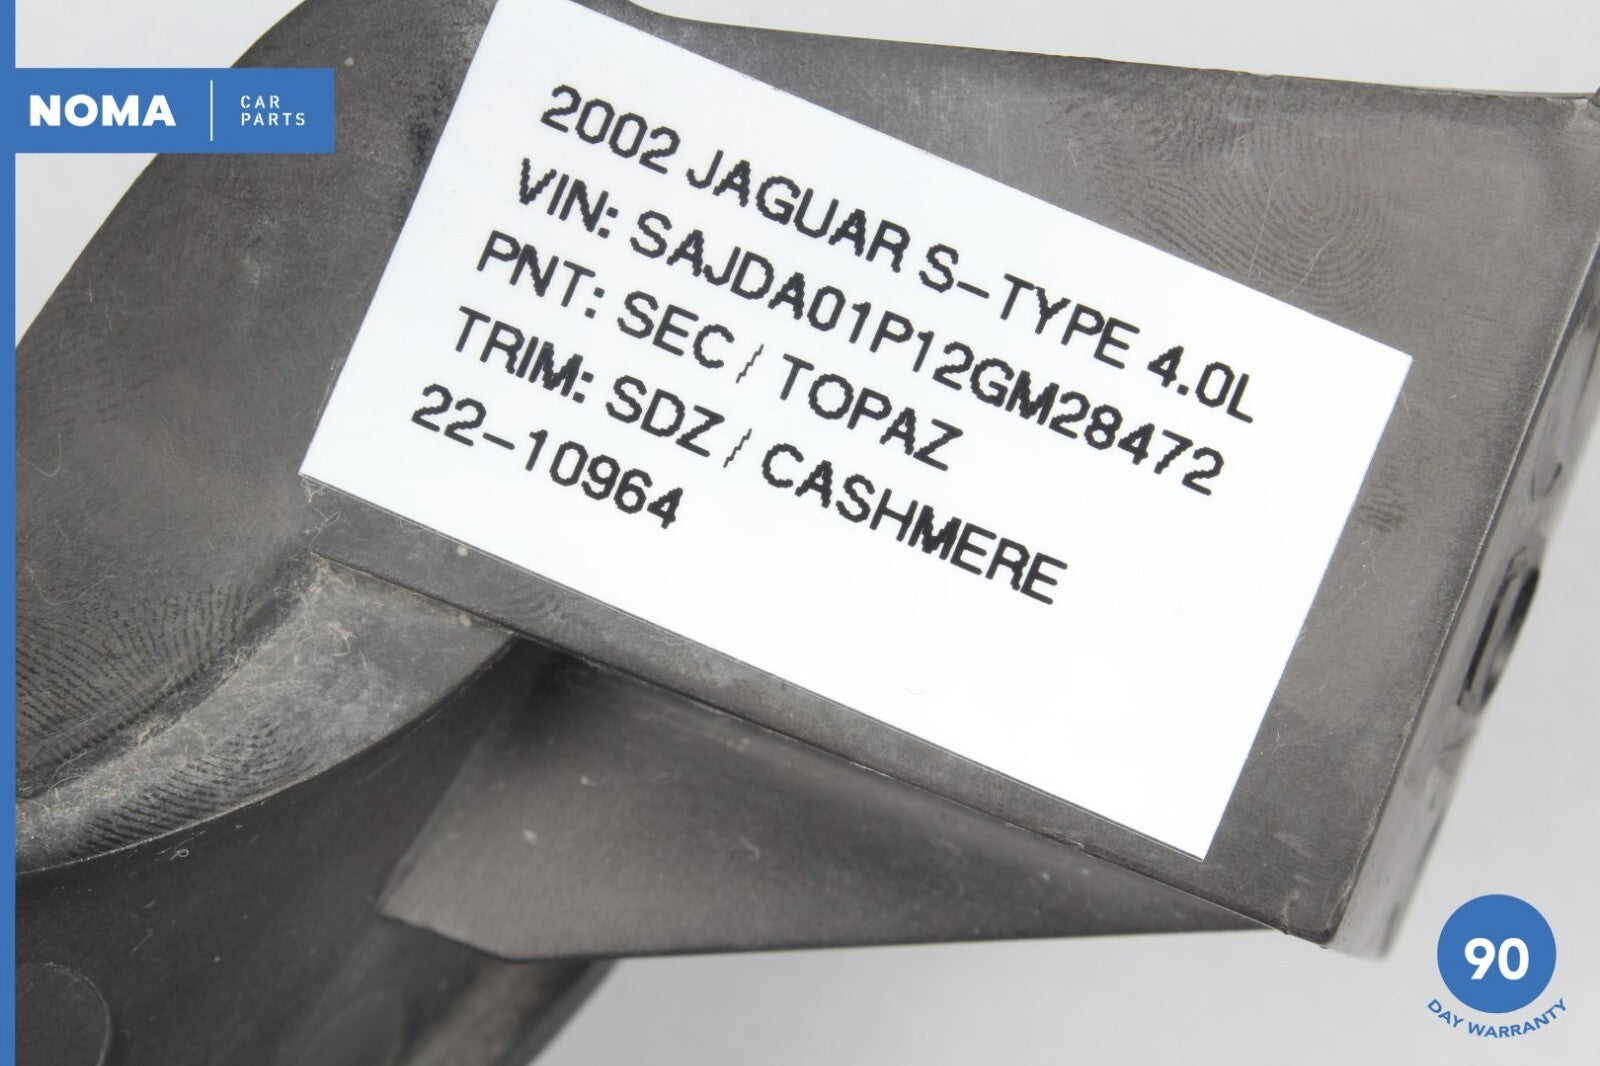 NOMA
CAR
PARTS
2002 JAGUAR S-TYPE 4.0L
VIN: SAJDA01P12GM28472
PNT: SEC / TOPAZ
TRIM: SDZ / CASHMERE
22-10964
90
DAY WARRANTY